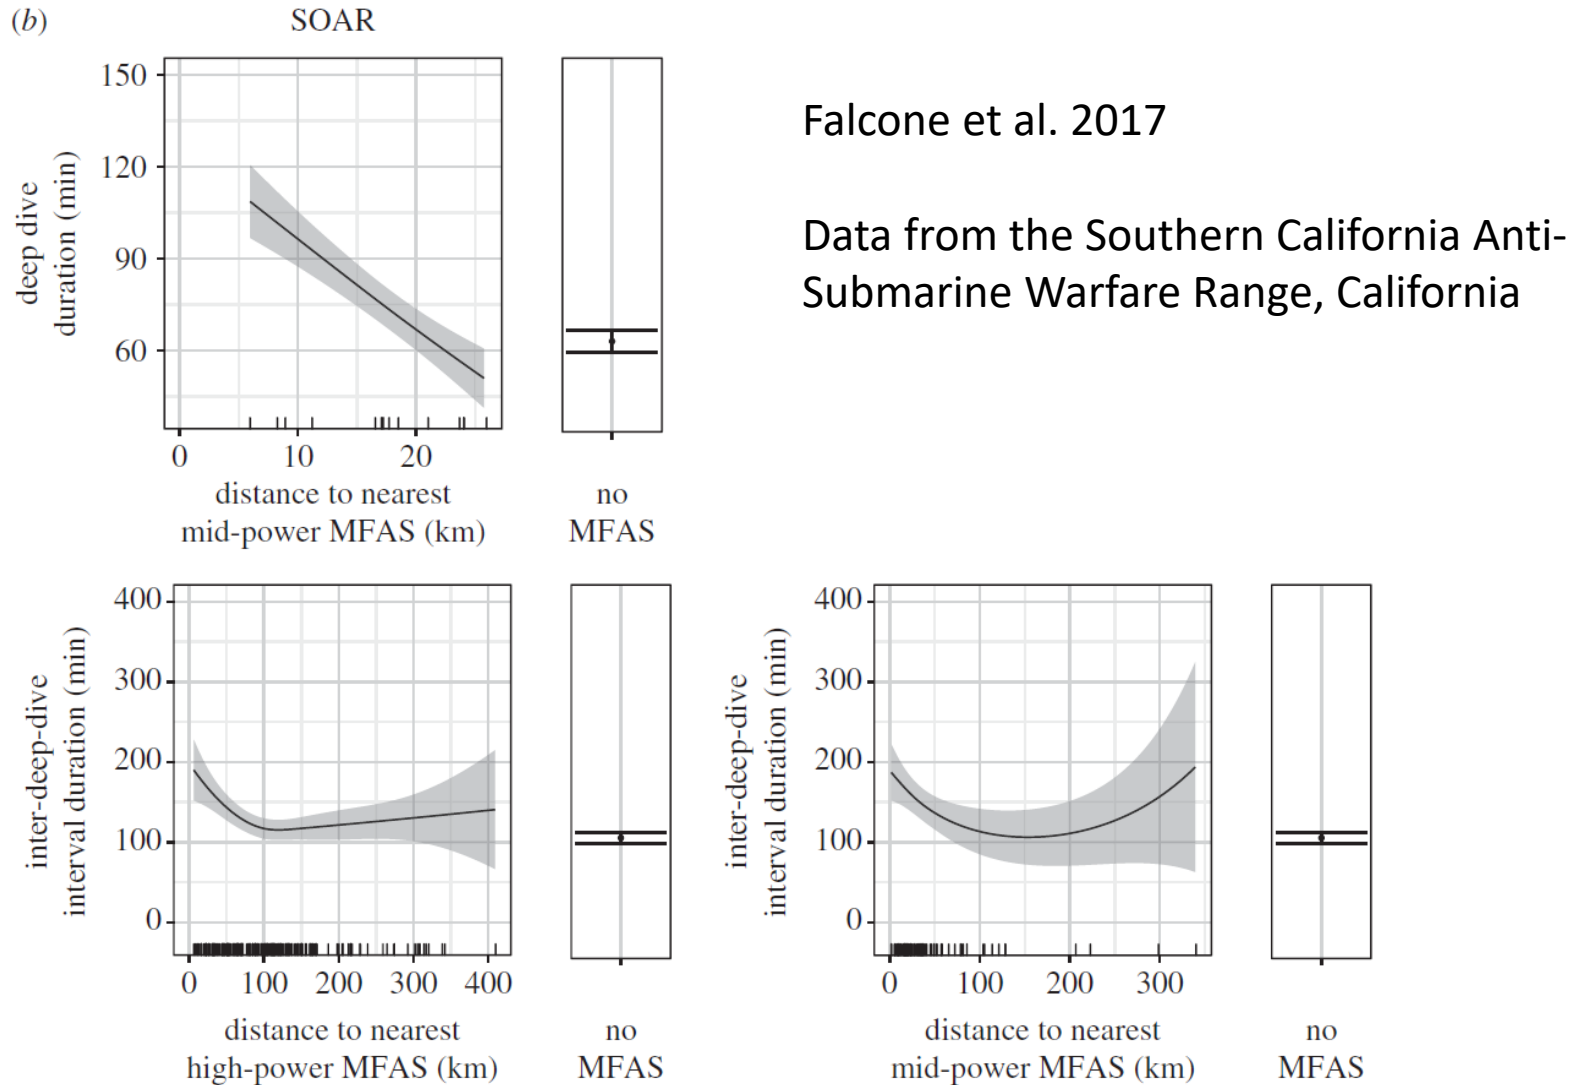 (b)
SOAR
150
120
90
60
deep dive
duration (min)
0 10 20
distance to nearest
mid-power MFAS (km)
no
MFAS
Falcone et al. 2017
Data from the Southern California Anti-
Submarine Warfare Range, California
400
300
200
100
0
inter-deep-dive
interval duration (min)
0 100 200 300 400
distance to nearest
high-power MFAS (km)
no
MFAS
400
300
200
100
0
inter-deep-dive
interval duration (min)
0 100 200 300
distance to nearest
mid-power MFAS (km)
no
MFAS